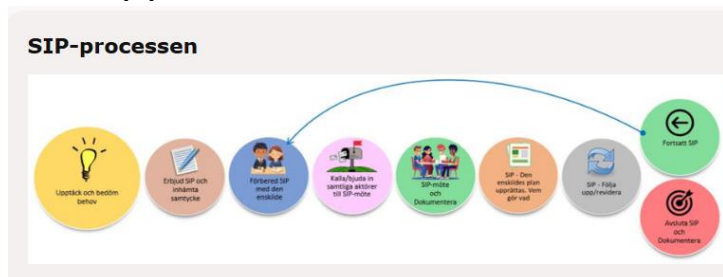 SIP-processen
Upptäck och bedöm
behov
Erbjud SIP och
inhämta
samtycke
Förbered SIP
med den
enskilde
Kalla/bjuda in
samtliga aktörer
till SIP-möte
SIP-möte
och
Dokumentera
SIP - Den
enskildes plan
upprättas. Vem
gör vad
SIP - Följa
upp/revidera
Fortsatt SIP
Avsluta SIP
och
Dokumentera